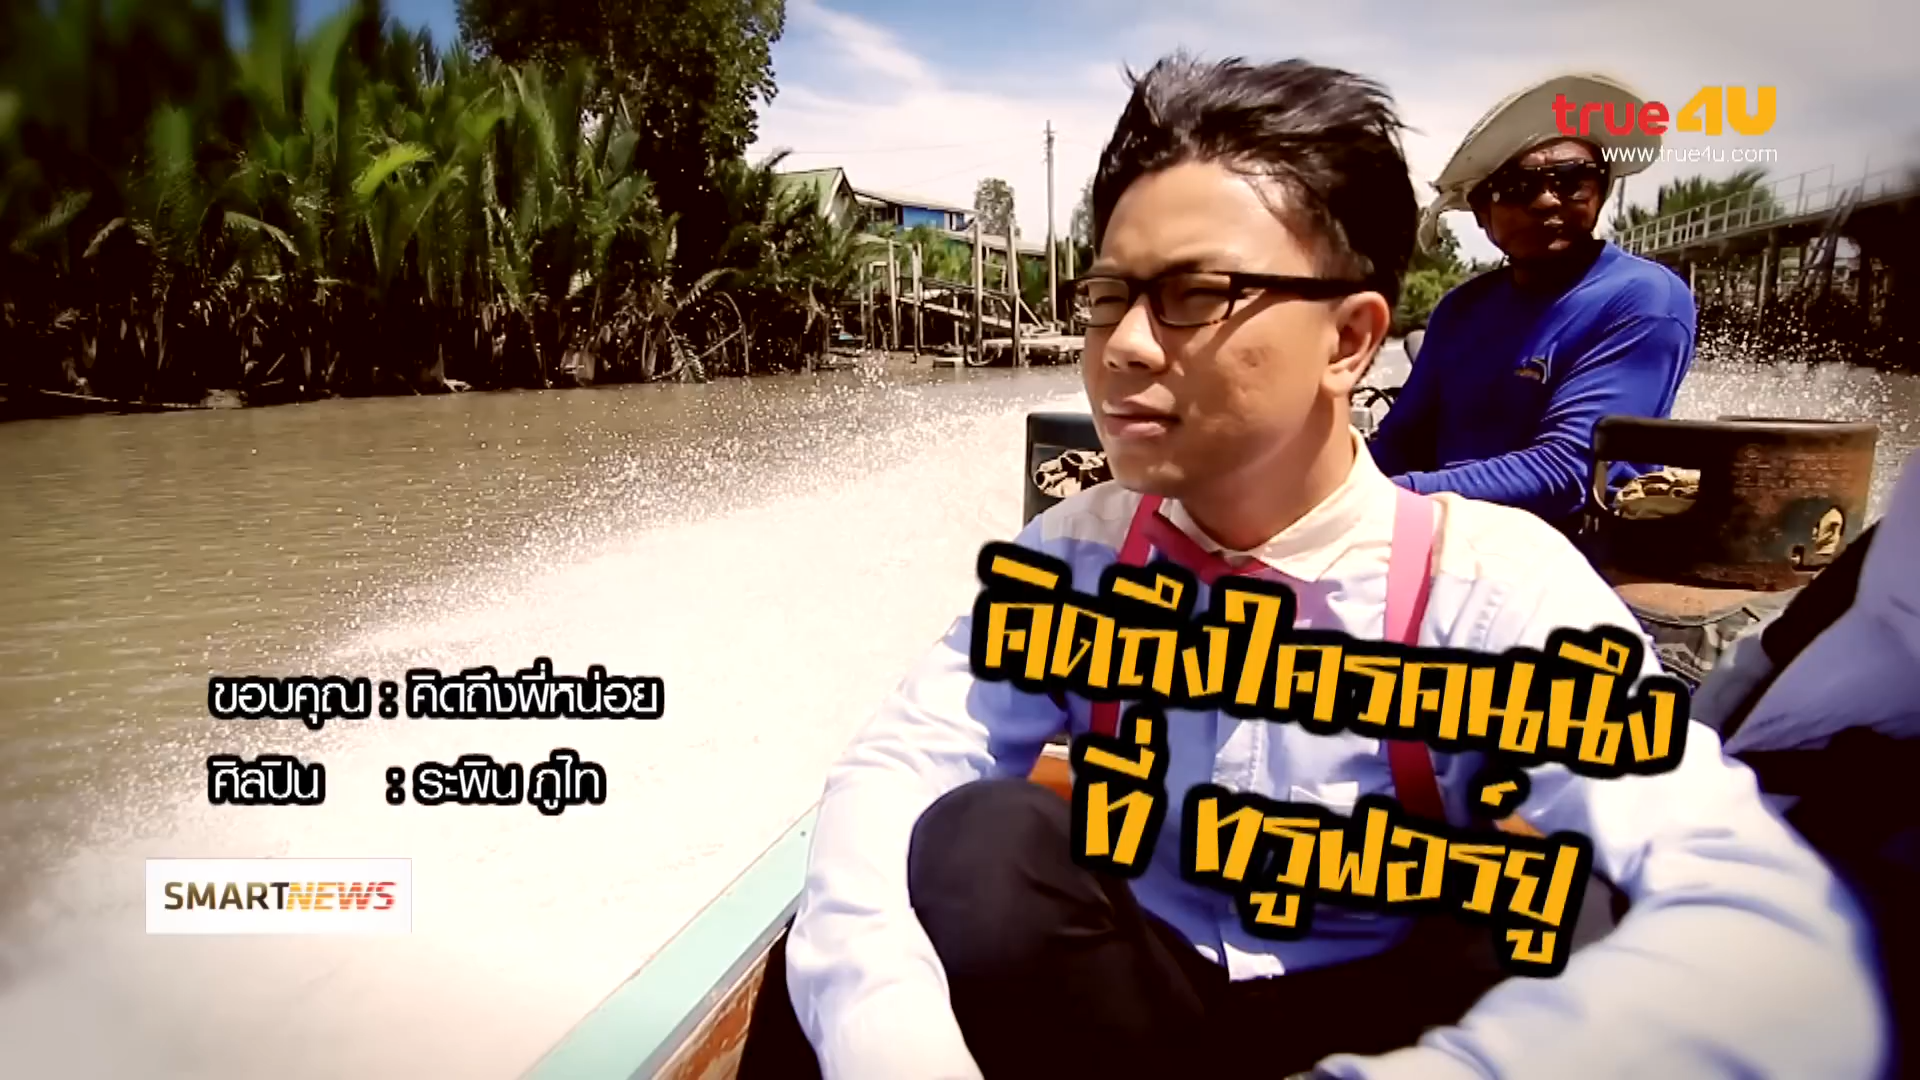 true4U
www.true4u.com
คิดถึงใครคนนึง
ที่ ทรูฟอร์ยู
ขอบคุณ : คิดถึงพี่หน่อย
ศิลปิน : ระพิน ภูไท
SMARTNEWS